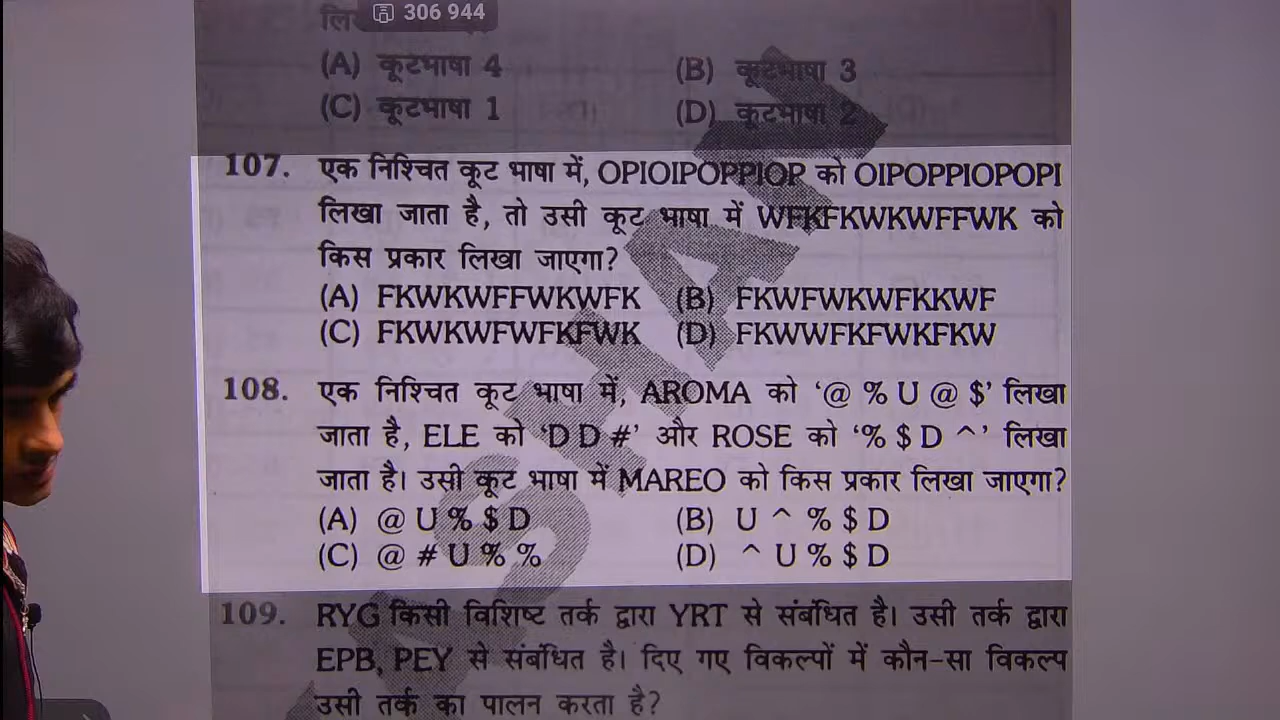 306 944
(A) कूटभाषा 4 (B) कूटभाषा 3
(C) कूटभाषा 1 (D) कूटभाषा 2
107. एक निश्चित कूट भाषा में, OPIOIPOPPIOP को OIPOPPIOPOPI
लिखा जाता है, तो उसी कूट भाषा में WFKFKWKWFFWK को
किस प्रकार लिखा जाएगा?
(A) FKWKWFFWKWFK (B) FKWFWKWFKKWF
(C) FKWKWFWFKFWK (D) FKWWFKFWKFKW
108. एक निश्चित कूट भाषा में, AROMA को ‘@ % U @ $’ लिखा
जाता है, ELE को ‘D D #’ और ROSE को ‘% $ D ^’ लिखा
जाता है। उसी कूट भाषा में MAREO को किस प्रकार लिखा जाएगा?
(A) @ U % $ D (B) U ^ % $ D
(C) @ # U % % (D) ^ U % $ D
109. RYG किसी विशिष्ट तर्क द्वारा YRT से संबंधित है। उसी तर्क द्वारा
EPB, PEY से संबंधित है। दिए गए विकल्पों में कौन-सा विकल्प
उसी तर्क का पालन करता है?